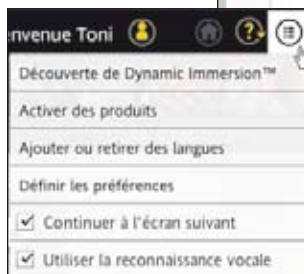 nvenue Toni
Découverte de Dynamic Immersion™
Activer des produits
Ajouter ou retirer des langues
Définir les préférences
Continuer à l'écran suivant
Utiliser la reconnaissance vocale